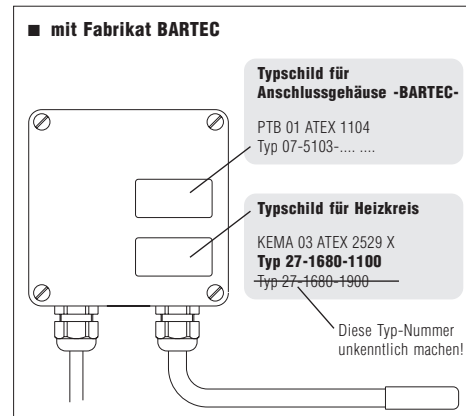 ■ mit Fabrikat BARTEC
Typschild für
Anschlussgehäuse -BARTEC-
PTB 01 ATEX 1104
Typ 07-5103-.... ....
Typschild für Heizkreis
KEMA 03 ATEX 2529 X
Typ 27-1680-1100
Typ 27-1680-1900
Diese Typ-Nummer
unkenntlich machen!